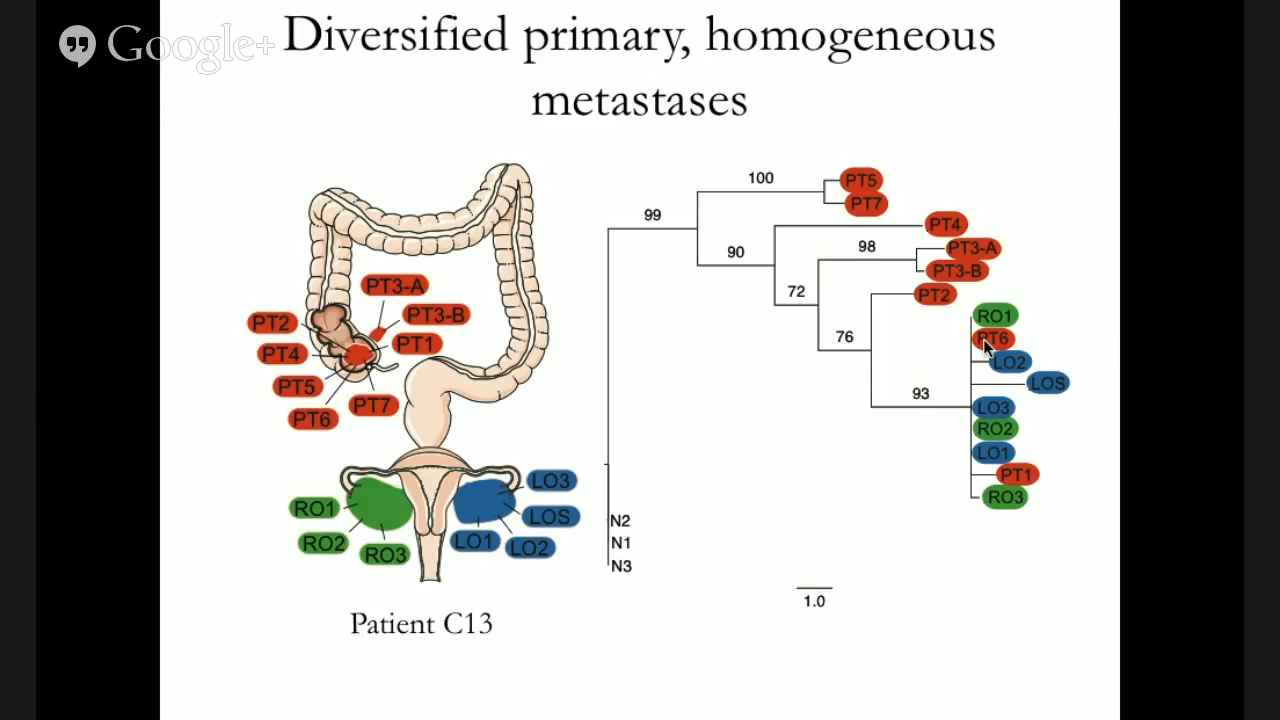 Google+
Diversified primary, homogeneous
metastases
PT3-A
PT3-B
PT2
PT1
PT4
PT5
PT7
PT6
LO3
RO1
LOS
RO2
LO1
LO2
RO3
Patient C13
100
PT5
PT7
99
PT4
98
PT3-A
90
PT3-B
72
PT2
RO1
76
PT6
LO2
LOS
93
LO3
RO2
LO1
PT1
RO3
N2
N1
N3
1.0